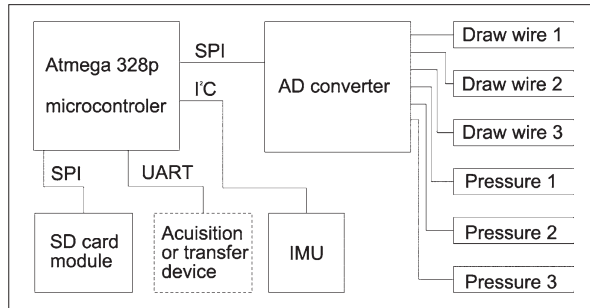 Atmega 328p
microcontroler
SPI
I²C
AD converter
Draw wire 1
Draw wire 2
Draw wire 3
Pressure 1
Pressure 2
Pressure 3
SPI
UART
SD card
module
Acuisition
or transfer
device
IMU